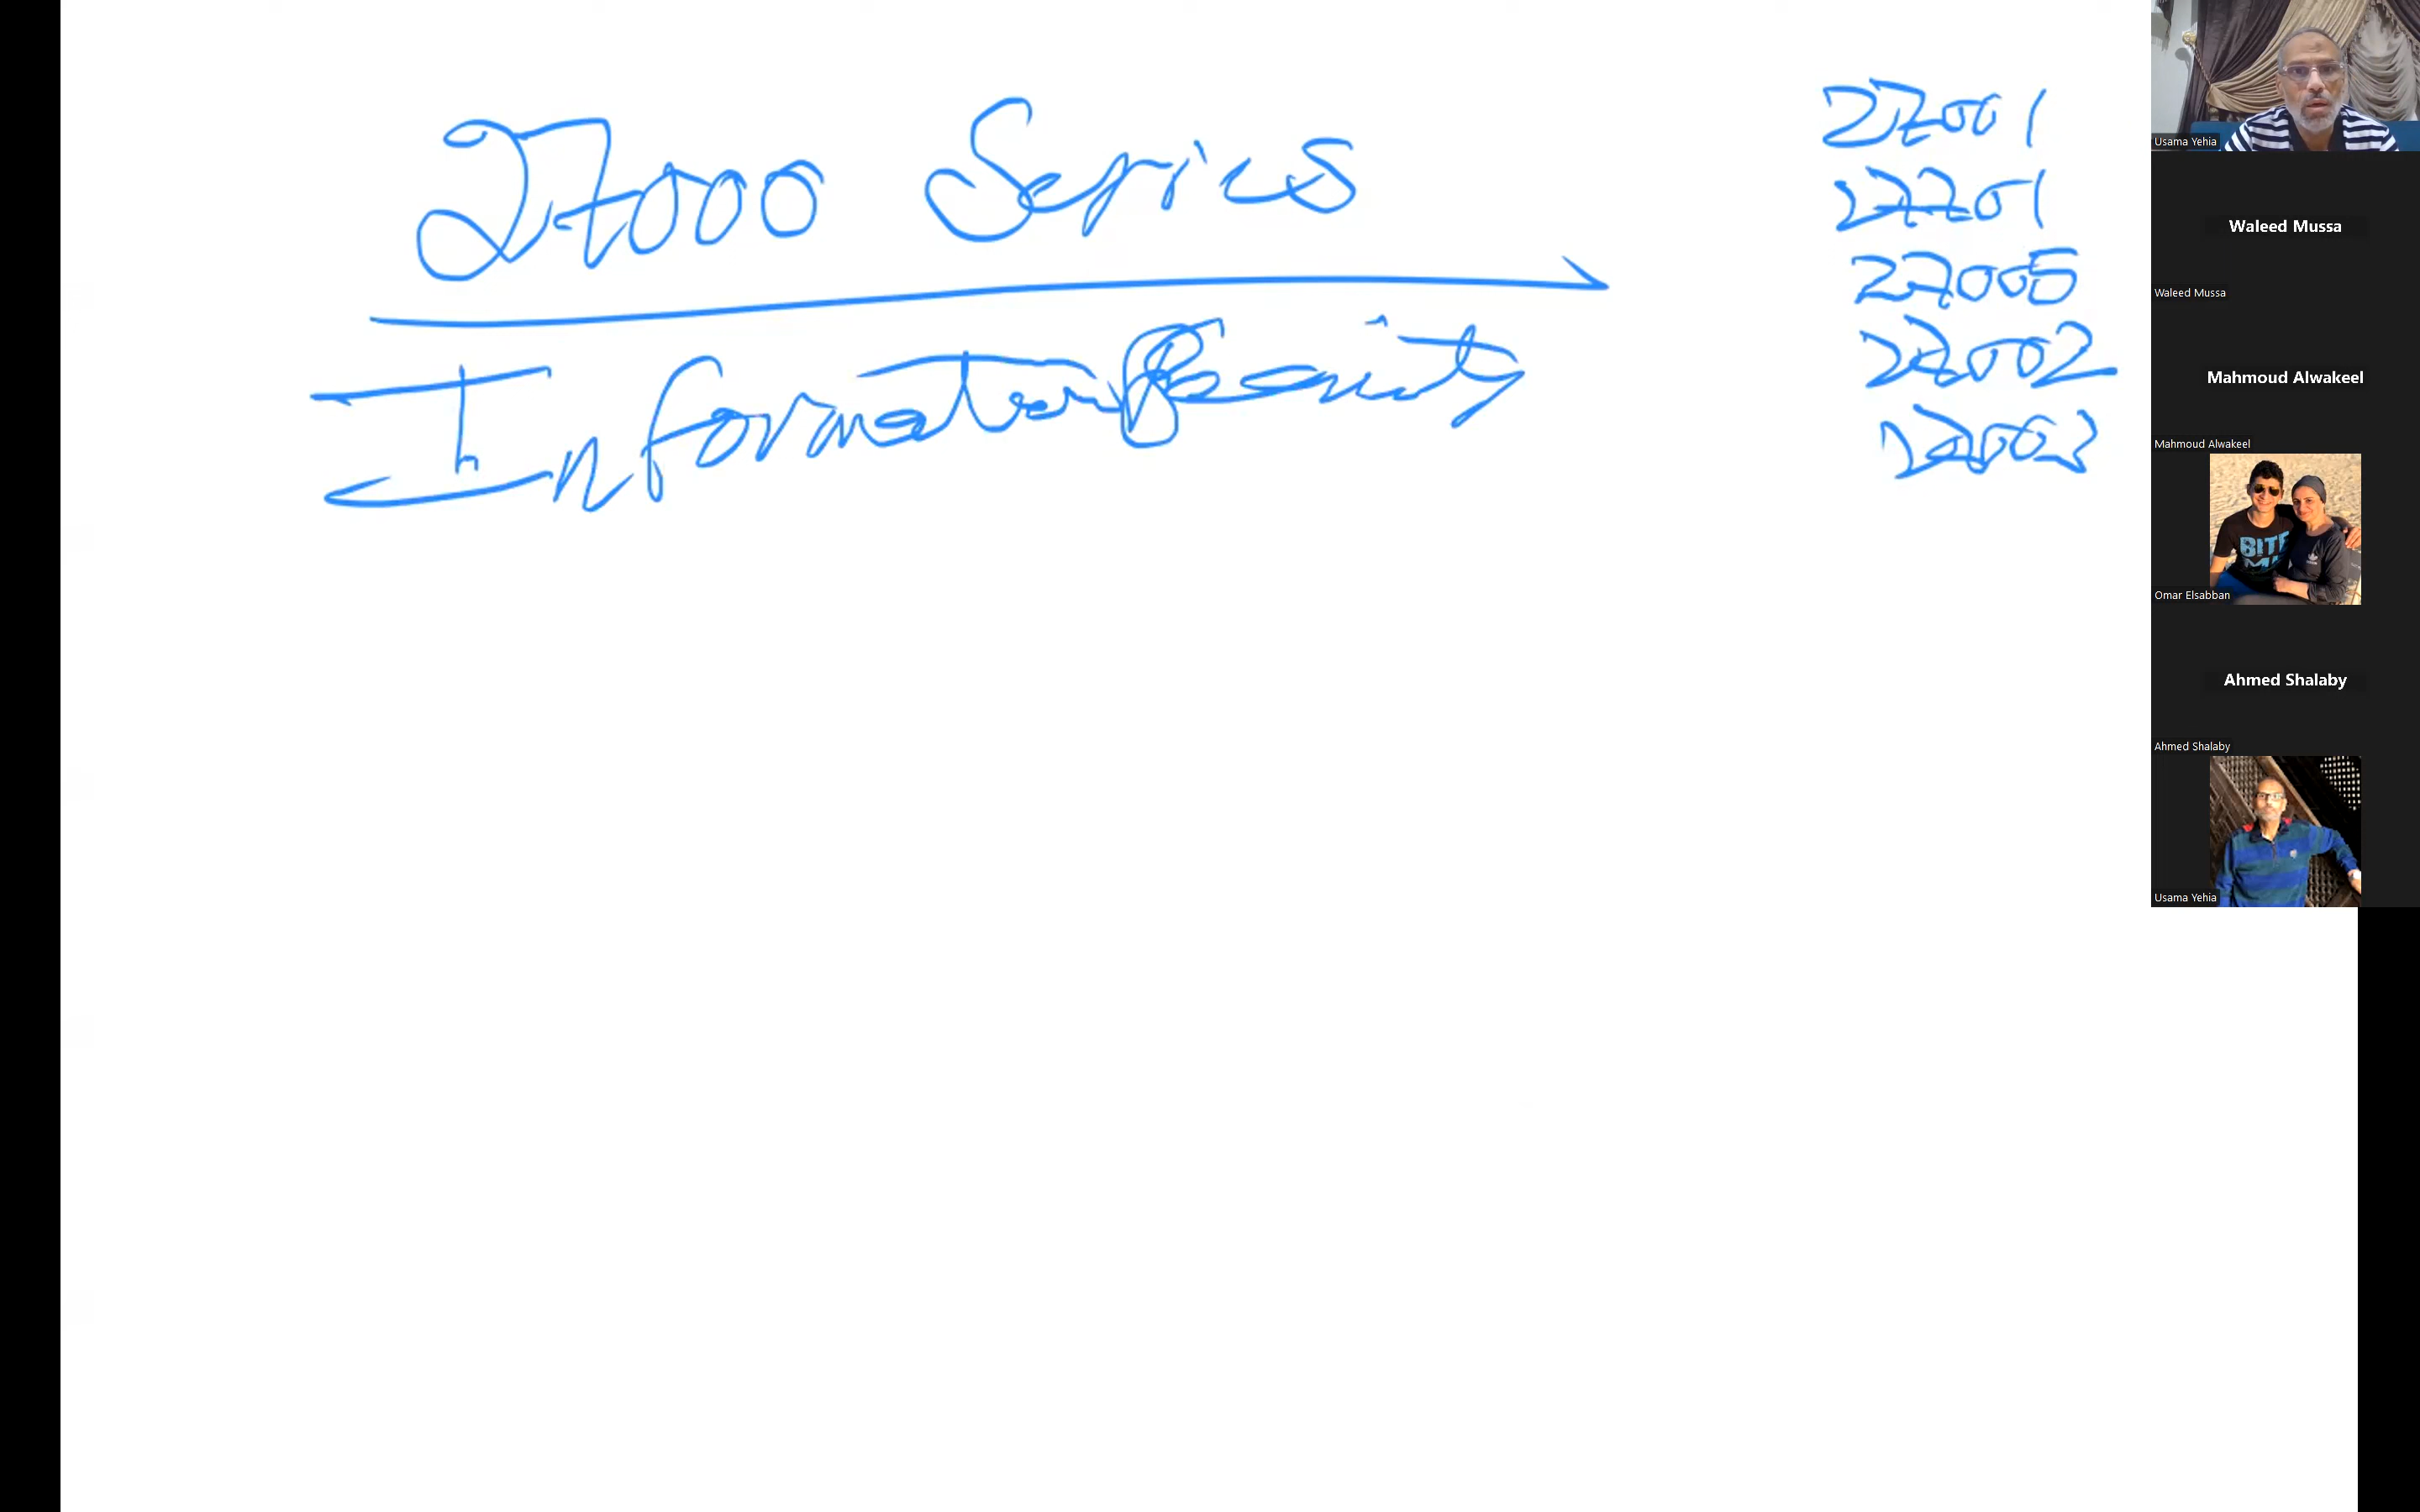 27000 Series
Information Security
27001
27701
27005
27002
27003
Usama Yehia
Waleed Mussa
Waleed Mussa
Mahmoud Alwakeel
Mahmoud Alwakeel
BITE
Omar Elsabban
Ahmed Shalaby
Ahmed Shalaby
Usama Yehia